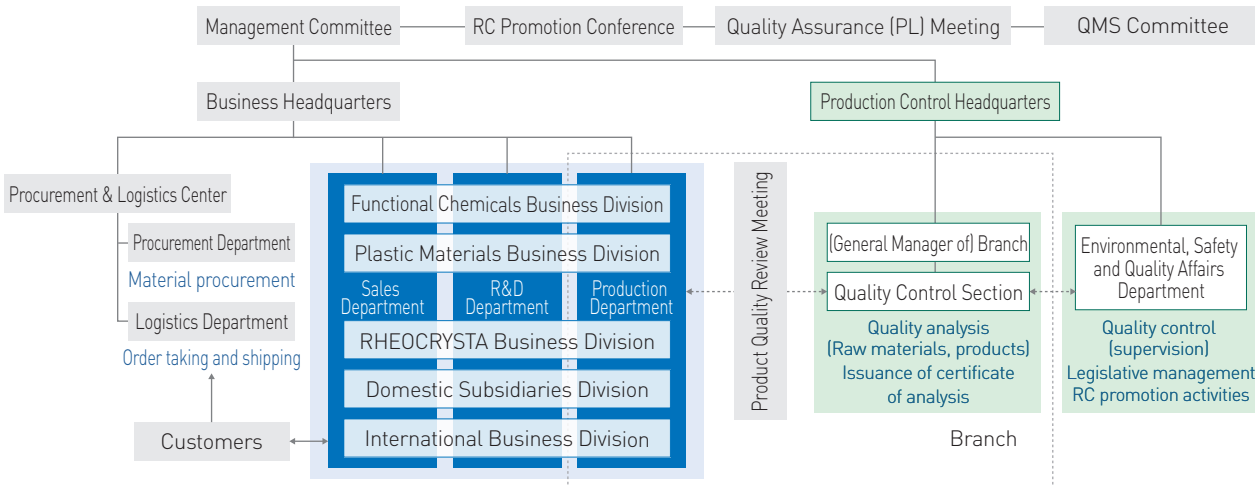 Management Committee
RC Promotion Conference
Quality Assurance (PL) Meeting
QMS Committee
Business Headquarters
Production Control Headquarters
Procurement & Logistics Center
Procurement Department
Material procurement
Logistics Department
Order taking and shipping
Customers
Functional Chemicals Business Division
Plastic Materials Business Division
Sales
Department
R&D
Department
Production
Department
RHEOCRYSTA Business Division
Domestic Subsidiaries Division
International Business Division
Product Quality Review Meeting
(General Manager of) Branch
Quality Control Section
Quality analysis
(Raw materials, products)
Issuance of certificate
of analysis
Branch
Environmental, Safety
and Quality Affairs
Department
Quality control
(supervision)
Legislative management
RC promotion activities